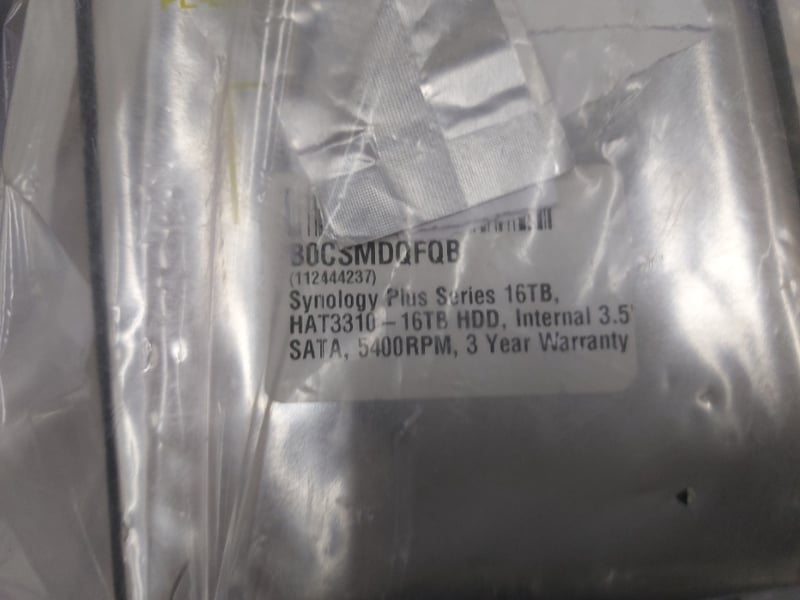 B0CSMDQFQB
(112444237)
Synology Plus Series 16TB,
HAT3310-16TB HDD, Internal 3.5'
SATA, 5400RPM, 3 Year Warranty